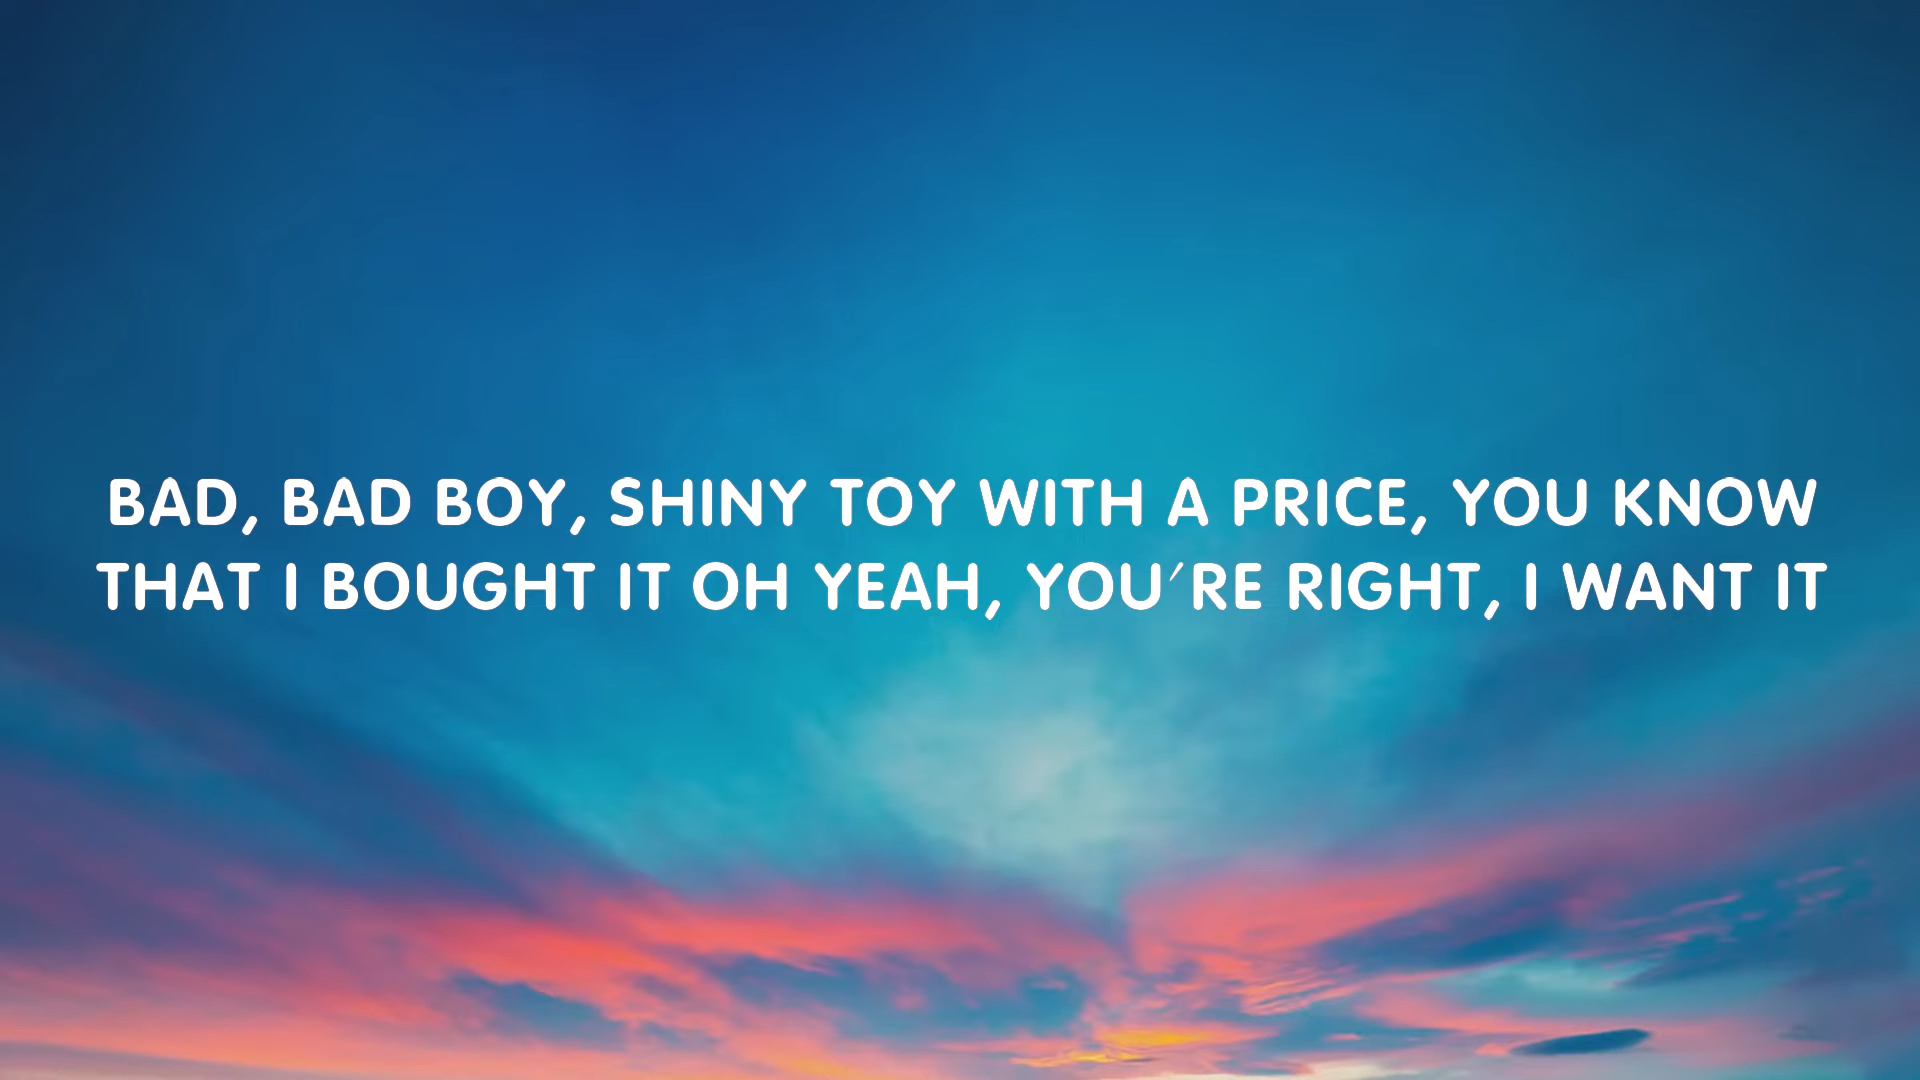 BAD, BAD BOY, SHINY TOY WITH A PRICE, YOU KNOW
THAT I BOUGHT IT OH YEAH, YOU'RE RIGHT, I WANT IT